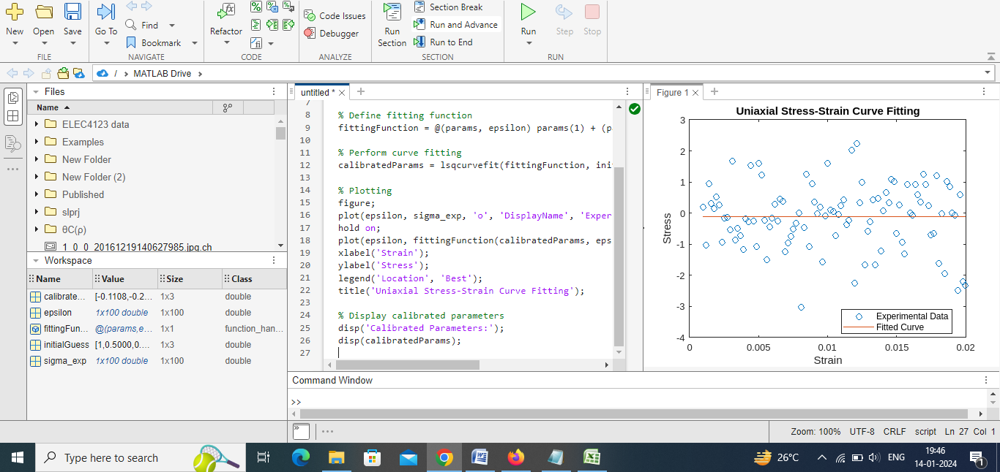 New Open Save Go To Find Bookmark Refactor Code Issues Debugger Run Section Section Break Run and Advance Run to End Run Step Stop
FILE NAVIGATE CODE ANALYZE SECTION RUN
/ › MATLAB Drive ›
Files
Name
ELEC4123 data
Examples
New Folder
New Folder (2)
Published
slprj
θC(ρ)
1_0_0_20161219140627985.jpg.ch
Workspace
Name Value Size Class
calibrate... [-0.1108,-0.2... 1x3 double
epsilon 1x100 double 1x100 double
fittingFun... @(params,e... 1x1 function_han...
initialGuess [1,0.5000,0.... 1x3 double
sigma_exp 1x100 double 1x100 double
untitled * × +
7
8 % Define fitting function
9 fittingFunction = @(params, epsilon) params(1) + (p
10
11 % Perform curve fitting
12 calibratedParams = lsqcurvefit(fittingFunction, ini
13
14 % Plotting
15 figure;
16 plot(epsilon, sigma_exp, 'o', 'DisplayName', 'Exper
17 hold on;
18 plot(epsilon, fittingFunction(calibratedParams, eps
19 xlabel('Strain');
20 ylabel('Stress');
21 legend('Location', 'Best');
22 title('Uniaxial Stress-Strain Curve Fitting');
23
24 % Display calibrated parameters
25 disp('Calibrated Parameters:');
26 disp(calibratedParams);
27
Figure 1 × +
Uniaxial Stress-Strain Curve Fitting
3
2
1
0
-1
-2
-3
-4
Stress
Experimental Data
Fitted Curve
0 0.005 0.01 0.015 0.02
Strain
Command Window
>>
Zoom: 100% UTF-8 CRLF script Ln 27 Col 1
Type here to search
26°C ENG 19:46
14-01-2024
1